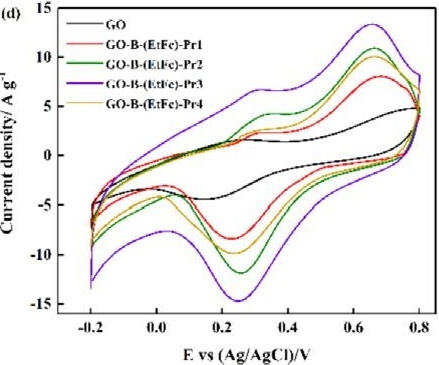 (d)
15
10
5
0
-5
-10
-15
Current density/ A g⁻¹
GO
GO-B-(EtFc)-Pr1
GO-B-(EtFc)-Pr2
GO-B-(EtFc)-Pr3
GO-B-(EtFc)-Pr4
-0.2 0.0 0.2 0.4 0.6 0.8
E vs (Ag/AgCl)/V